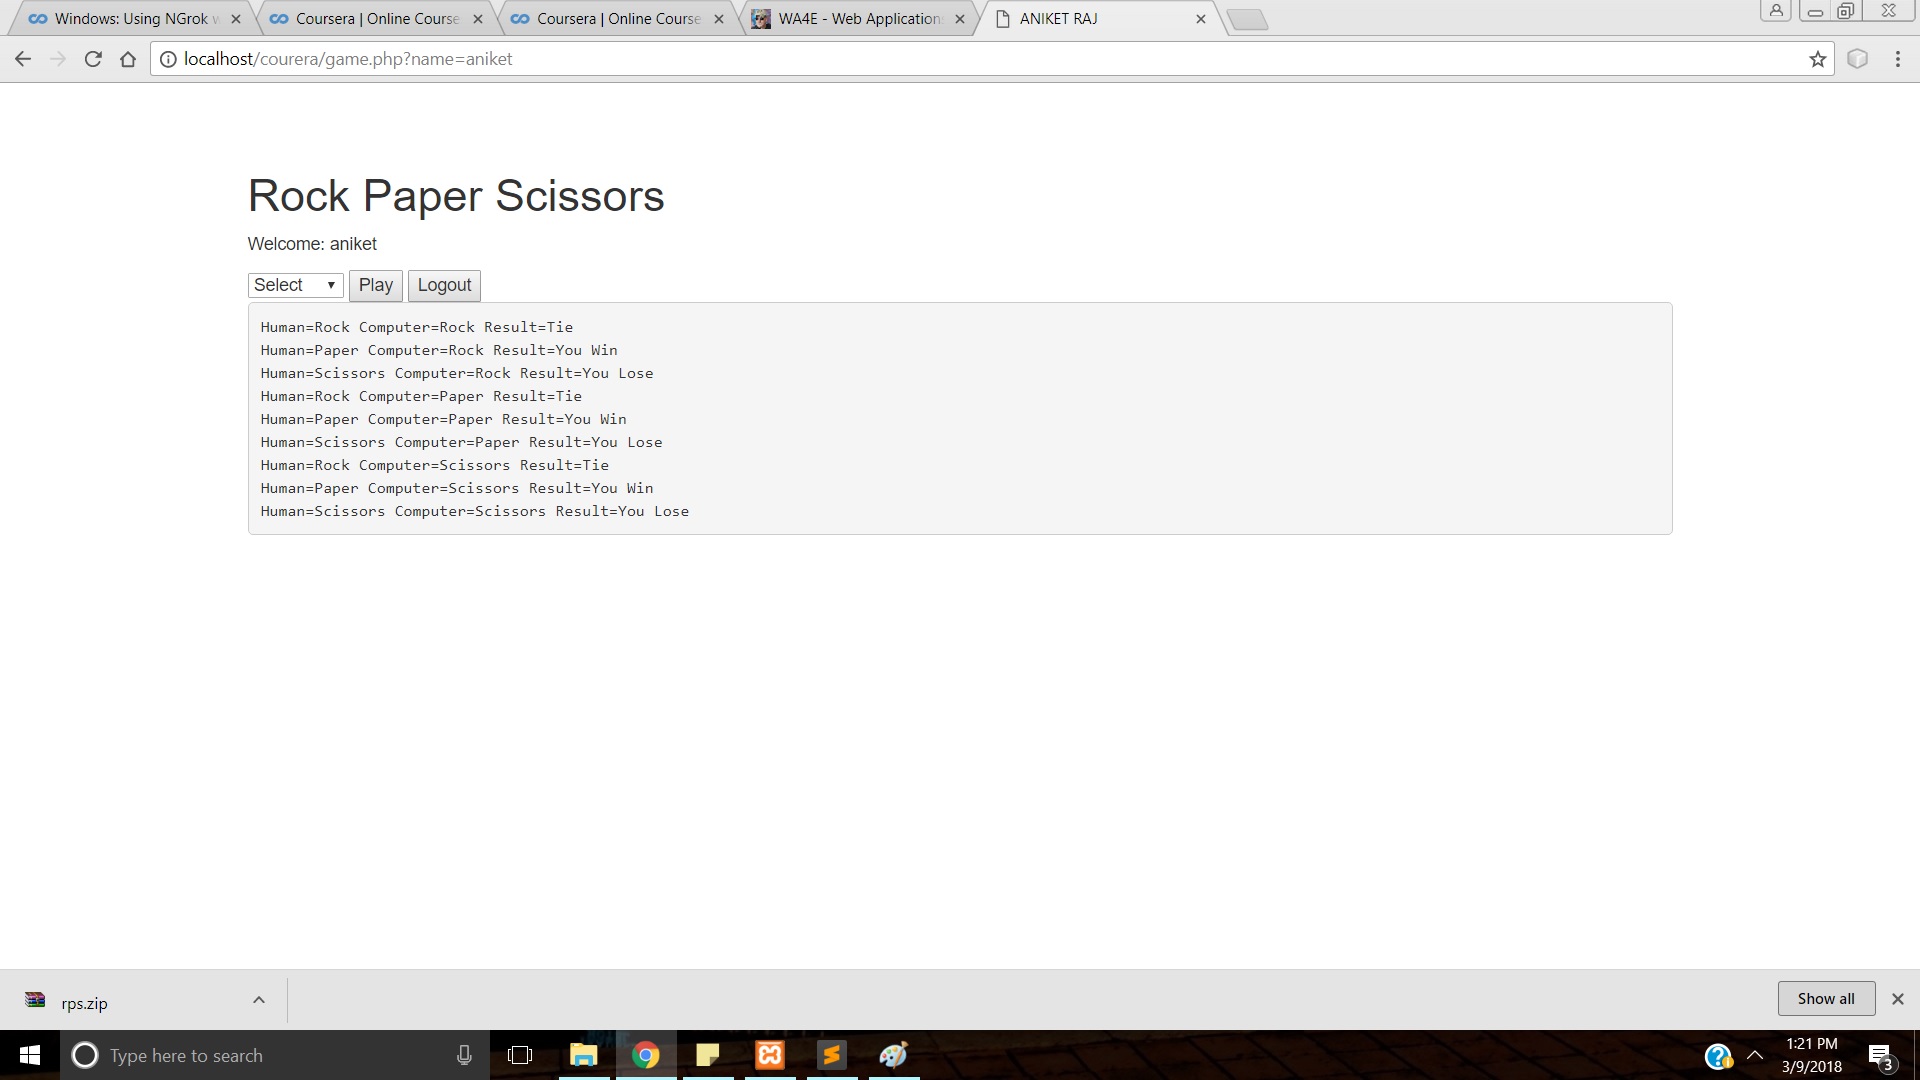 Windows: Using NGrok w
Coursera | Online Course
Coursera | Online Course
WA4E - Web Application
ANIKET RAJ
localhost/courera/game.php?name=aniket
Rock Paper Scissors
Welcome: aniket
Select Play Logout
Human=Rock Computer=Rock Result=Tie
Human=Paper Computer=Rock Result=You Win
Human=Scissors Computer=Rock Result=You Lose
Human=Rock Computer=Paper Result=Tie
Human=Paper Computer=Paper Result=You Win
Human=Scissors Computer=Paper Result=You Lose
Human=Rock Computer=Scissors Result=Tie
Human=Paper Computer=Scissors Result=You Win
Human=Scissors Computer=Scissors Result=You Lose
rps.zip
Show all
Type here to search
1:21 PM
3/9/2018
3